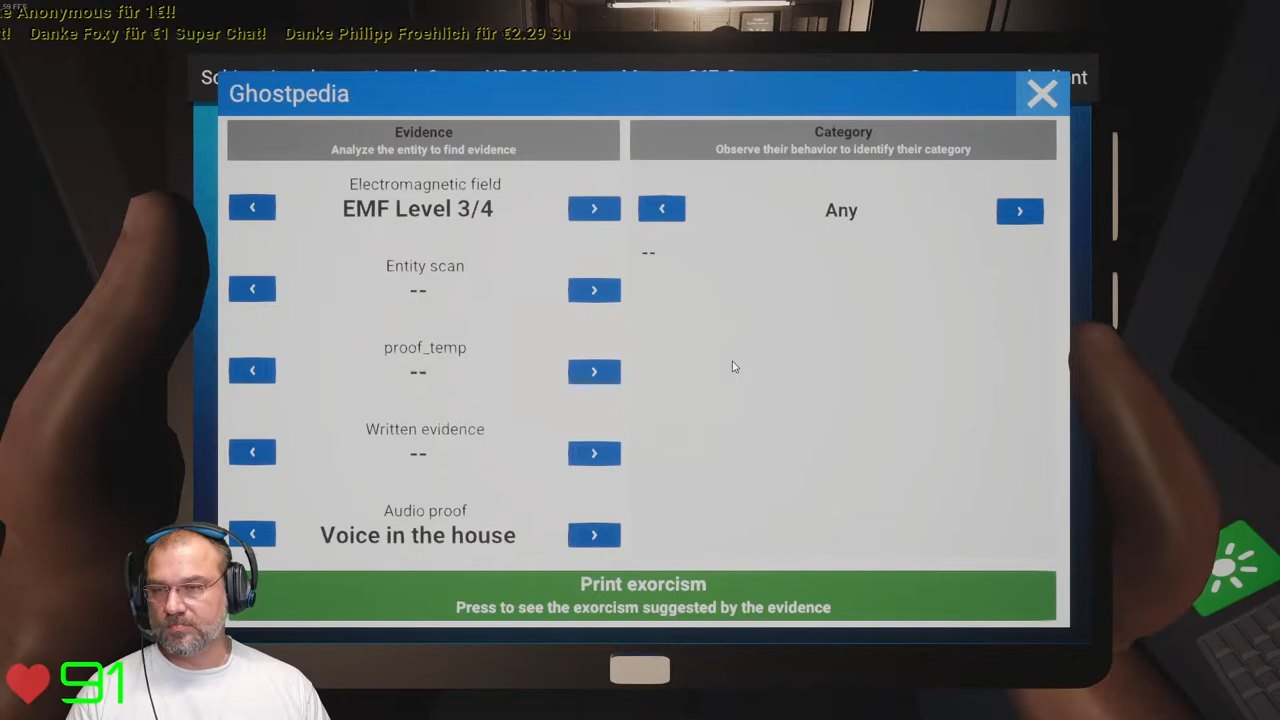 59 FPS
e Anonymous für 1€!!
t! Danke Foxy für €1 Super Chat! Danke Philipp Froehlich für €2.29 Su
Ghostpedia
Evidence
Analyze the entity to find evidence
Category
Observe their behavior to identify their category
Electromagnetic field
EMF Level 3/4
Any
--
Entity scan
--
proof_temp
--
Written evidence
--
Audio proof
Voice in the house
Print exorcism
Press to see the exorcism suggested by the evidence
91